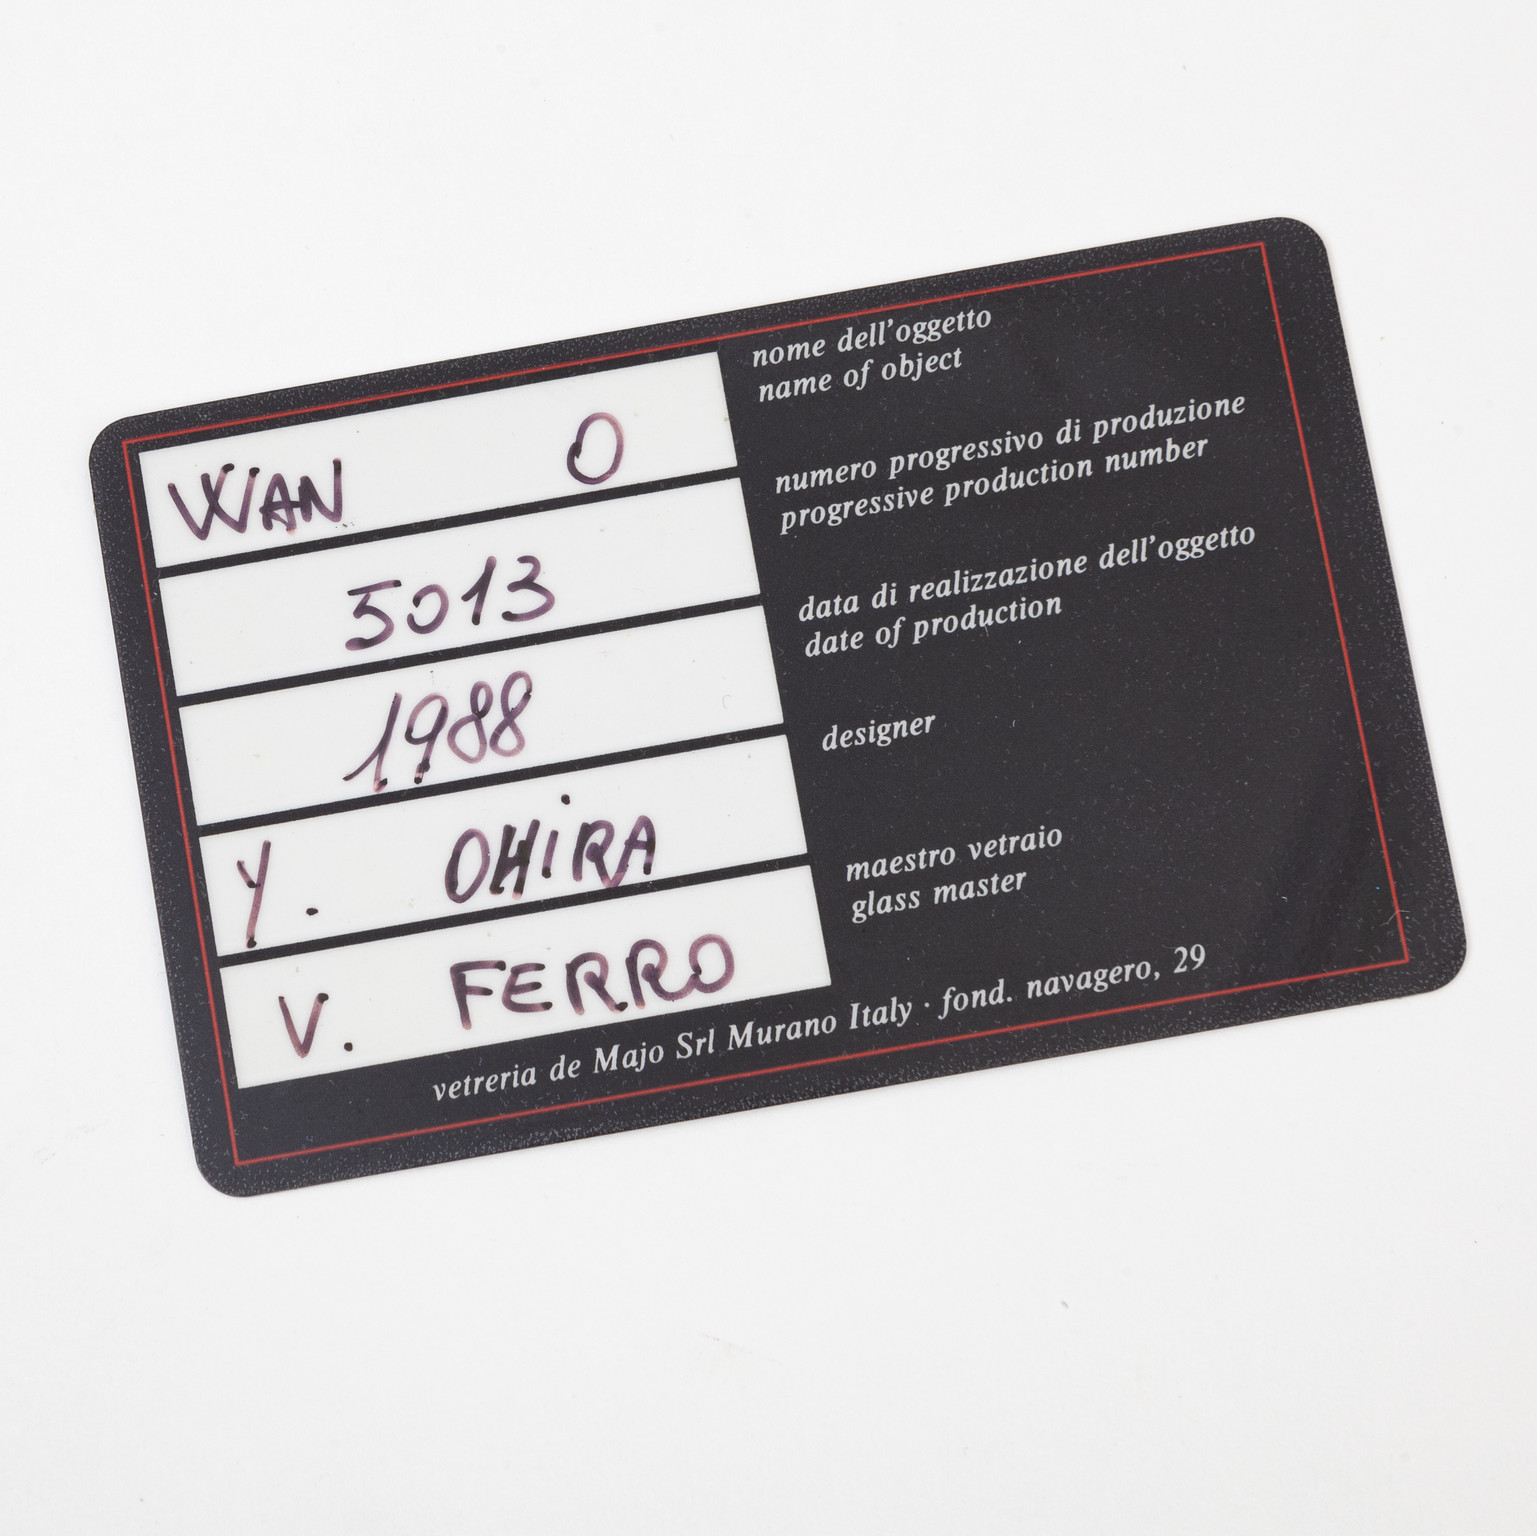 WAN O
nome dell'oggetto
name of object
5013
numero progressivo di produzione
progressive production number
1988
data di realizzazione dell'oggetto
date of production
Y. OHiRA
designer
V. FERRO
maestro vetraio
glass master
vetreria de Majo Srl Murano Italy · fond. navagero, 29